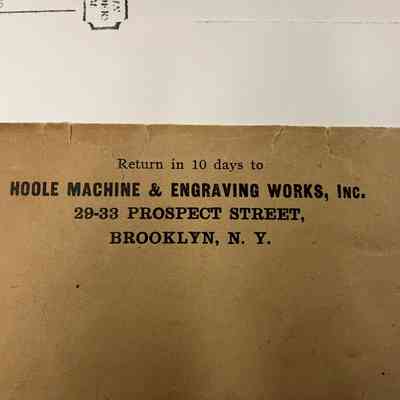 Return in 10 days to
HOOLE MACHINE & ENGRAVING WORKS, INC.
29-33 PROSPECT STREET,
BROOKLYN, N. Y.